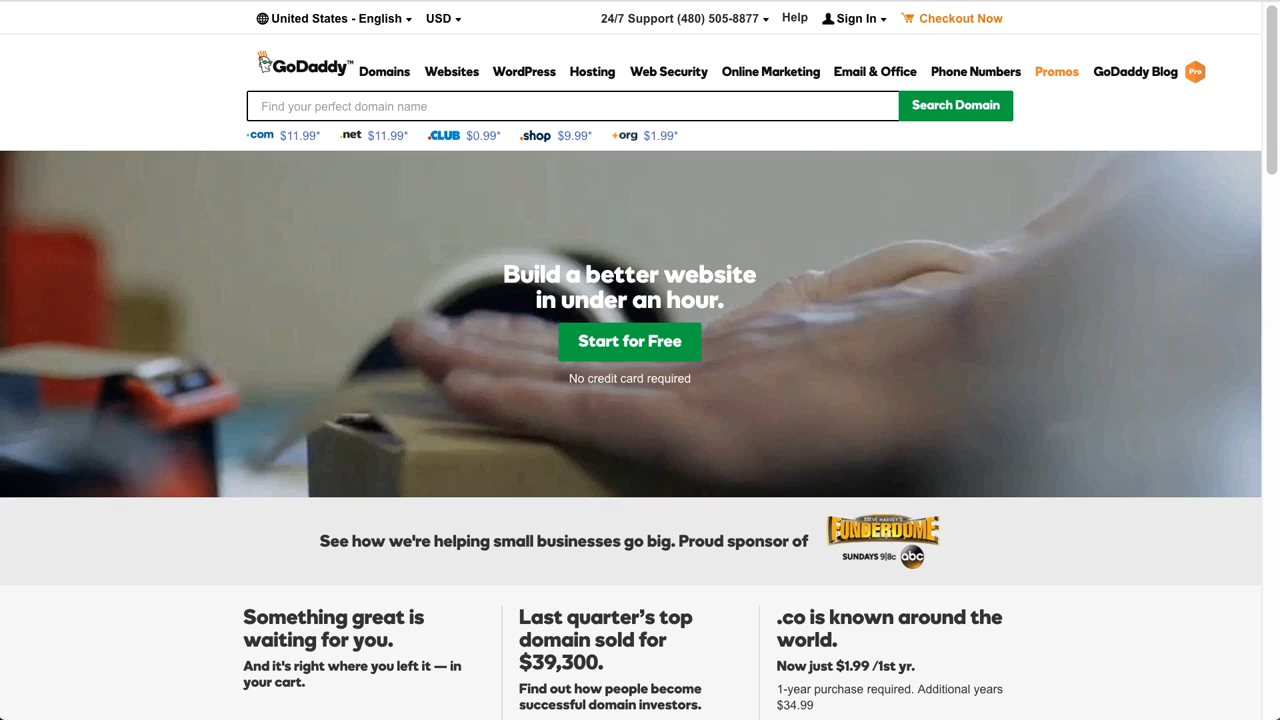 United States - English
USD
24/7 Support (480) 505-8877
Help
Sign In
Checkout Now
GoDaddy™
Domains
Websites
WordPress
Hosting
Web Security
Online Marketing
Email & Office
Phone Numbers
Promos
GoDaddy Blog
Pro
Find your perfect domain name
Search Domain
.com $11.99*
.net $11.99*
.CLUB $0.99*
.shop $9.99*
.org $1.99*
Build a better website
in under an hour.
Start for Free
No credit card required
See how we're helping small businesses go big. Proud sponsor of
STEVE HARVEY'S
FUNDERDOME
SUNDAYS 9|8c abc
Something great is
waiting for you.
And it's right where you left it — in
your cart.
Last quarter’s top
domain sold for
$39,300.
Find out how people become
successful domain investors.
.co is known around the
world.
Now just $1.99 /1st yr.
1-year purchase required. Additional years
$34.99